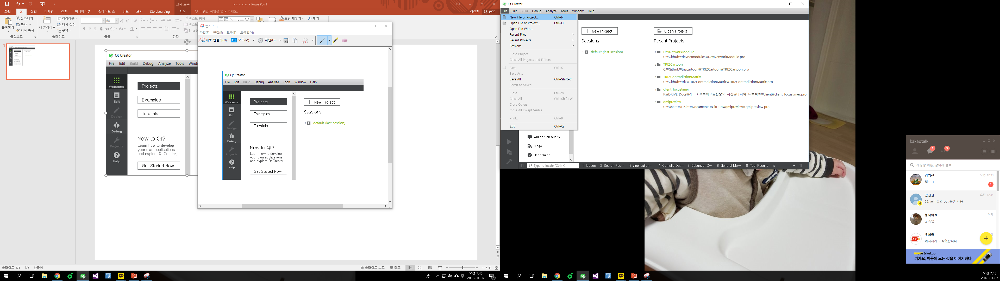 ㅇㄹㄴㅇㄹ - PowerPoint
그림 도구
파일 홈 삽입 디자인 전환 애니메이션 슬라이드 쇼 검토 보기 Storyboarding 서식 수행할 작업을 알려 주세요.
김진환 공유
붙여넣기
잘라내기
복사
서식 복사
클립보드
새 슬라이드
레이아웃
다시 설정
구역
슬라이드
60
글꼴
텍스트 방향
단락
도형 채우기
찾기
1
Qt Creator
File Edit Build Debug Analyze Tools
Welcome
Edit
Design
Debug
Projects
Help
Projects
Examples
Tutorials
New to Qt?
Learn how to develop
your own applications
and explore Qt Creator.
Get Started Now
캡처 도구
파일(F) 편집(E) 도구(T) 도움말(H)
새로 만들기(N) 모드(M) 지연(D)
Qt Creator
File Edit Build Debug Analyze Tools Window Help
Welcome
Edit
Design
Debug
Projects
Help
Projects
Examples
Tutorials
New to Qt?
Learn how to develop
your own applications
and explore Qt Creator.
Get Started Now
New Project
Sessions
1 default (last session)
슬라이드 1/1 한국어
슬라이드 노트 메모
115 %
오전 7:45
2018-01-07
2
Qt Creator
File Edit Build Debug Analyze Tools Window Help
New File or Project... Ctrl+N
Open File or Project... Ctrl+O
Open File With...
Recent Files
Recent Projects
Sessions
Close Project
Close All Projects and Editors
Save Ctrl+S
Save As...
Save All Ctrl+Shift+S
Revert to Saved
Close Ctrl+W
Close All Ctrl+Shift+W
Close Others
Close All Except Visible
Print... Ctrl+P
Exit Ctrl+Q
New Project
Sessions
1 default (last session)
Open Project
Recent Projects
1 DevNetworkModule
C:₩Github₩devnetmodules₩DevNetworkModule.pro
2 TRIZCartoon
C:₩Github₩trizcartoon₩TRIZCartoon₩TRIZCartoon.pro
3 TRIZContradictionMatrix
C:₩Github₩triz₩TRIZContradictionMatrix₩TRIZContradictionMatrix.pro
4 client_focustimer
F:₩DRIVE Docs₩레나소프트웨어₩집중의 시간₩마지막 프로젝트₩client₩client_focustimer.pro
5 qmlpreview
C:₩Users₩JHKim₩Documents₩GitHub₩qmlpreview₩qmlpreview.pro
Online Community
Blogs
User Guide
Type to locate (Ctrl+K)
1 Issues 2 Search Res··· 3 Application ··· 4 Compile Out··· 5 Debugger C··· 6 General Me··· 8 Test Results
kakaotalk
1
3
채팅방 이름, 참여자 검색
김영진 오전 12:39
넵~ ㅋ
1
김진환 오전 12:34
나
25. 프리뷰와 opt 옵션 사용
봉석이ㅋ 어제
꿈속임
우체국
메시지가 도착했습니다.
move & kakao
카카오, 이동의 모든 것을 이야기하다
TALK
TALK
오전 7:45
2018-01-07